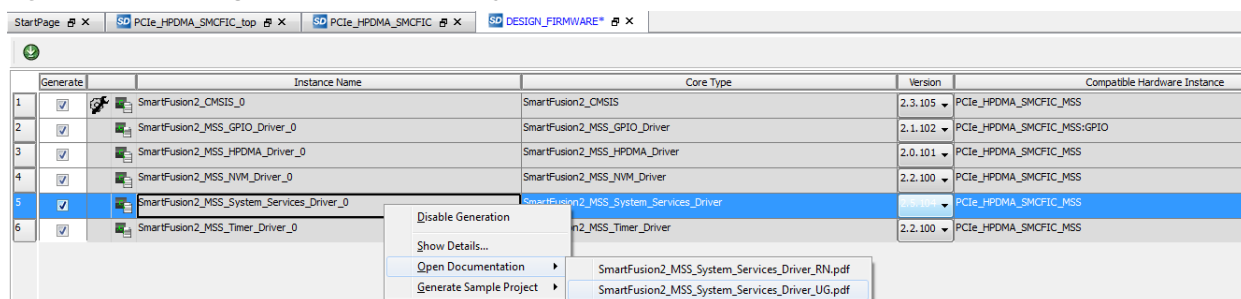 StartPage PCIe_HPDMA_SMCFIC_top PCIe_HPDMA_SMCFIC DESIGN_FIRMWARE*
Generate Instance Name Core Type Version Compatible Hardware Instance
1 SmartFusion2_CMSIS_0 SmartFusion2_CMSIS 2.3.105 PCIe_HPDMA_SMCFIC_MSS
2 SmartFusion2_MSS_GPIO_Driver_0 SmartFusion2_MSS_GPIO_Driver 2.1.102 PCIe_HPDMA_SMCFIC_MSS:GPIO
3 SmartFusion2_MSS_HPDMA_Driver_0 SmartFusion2_MSS_HPDMA_Driver 2.0.101 PCIe_HPDMA_SMCFIC_MSS
4 SmartFusion2_MSS_NVM_Driver_0 SmartFusion2_MSS_NVM_Driver 2.2.100 PCIe_HPDMA_SMCFIC_MSS
5 SmartFusion2_MSS_System_Services_Driver_0 SmartFusion2_MSS_System_Services_Driver PCIe_HPDMA_SMCFIC_MSS
6 SmartFusion2_MSS_Timer_Driver_0 n2_MSS_Timer_Driver 2.2.100 PCIe_HPDMA_SMCFIC_MSS
Disable Generation
Show Details...
Open Documentation SmartFusion2_MSS_System_Services_Driver_RN.pdf
Generate Sample Project SmartFusion2_MSS_System_Services_Driver_UG.pdf